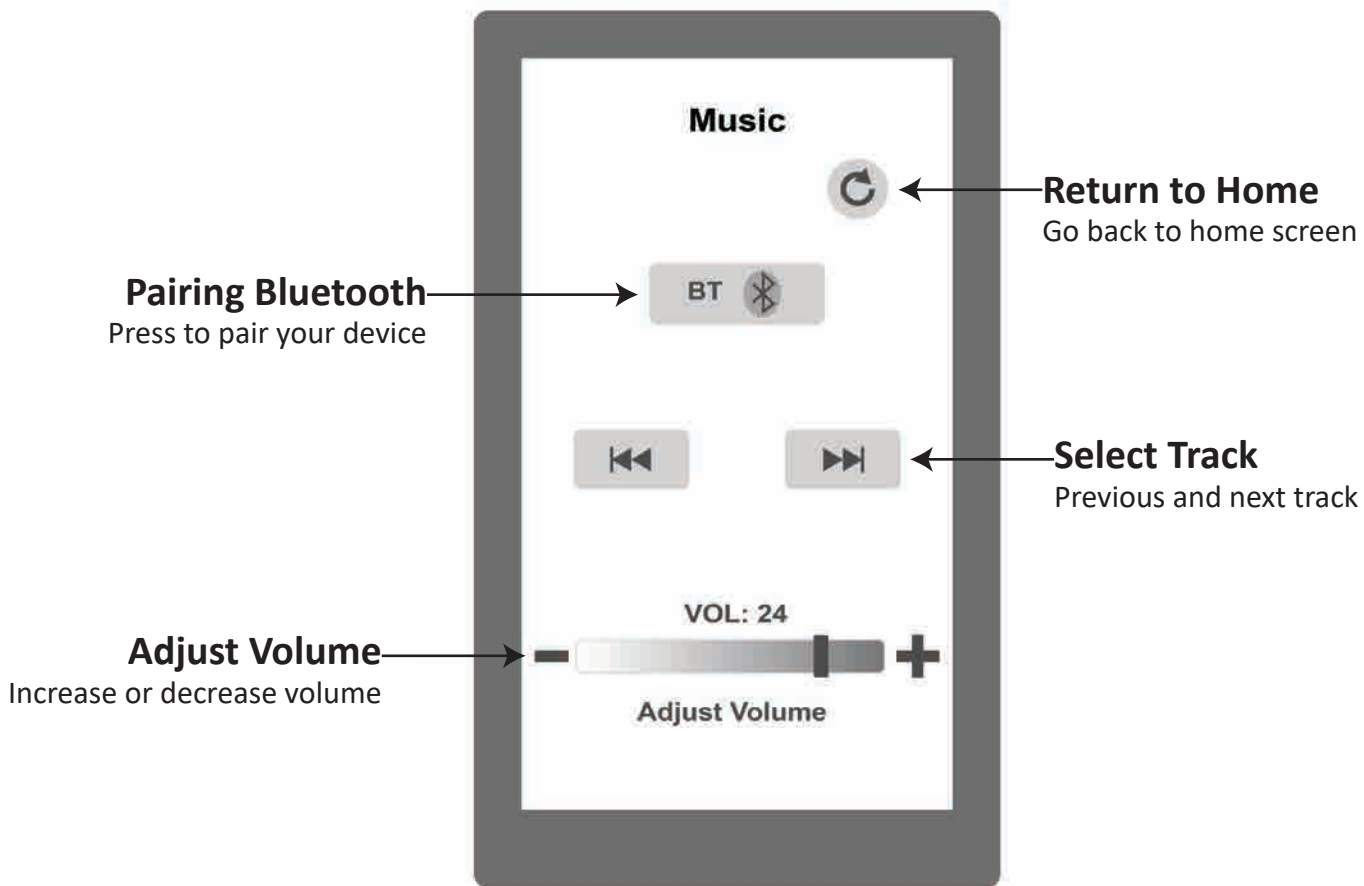 Music
Return to Home
Go back to home screen
Pairing Bluetooth
Press to pair your device
BT
Select Track
Previous and next track
VOL: 24
Adjust Volume
Increase or decrease volume
Adjust Volume